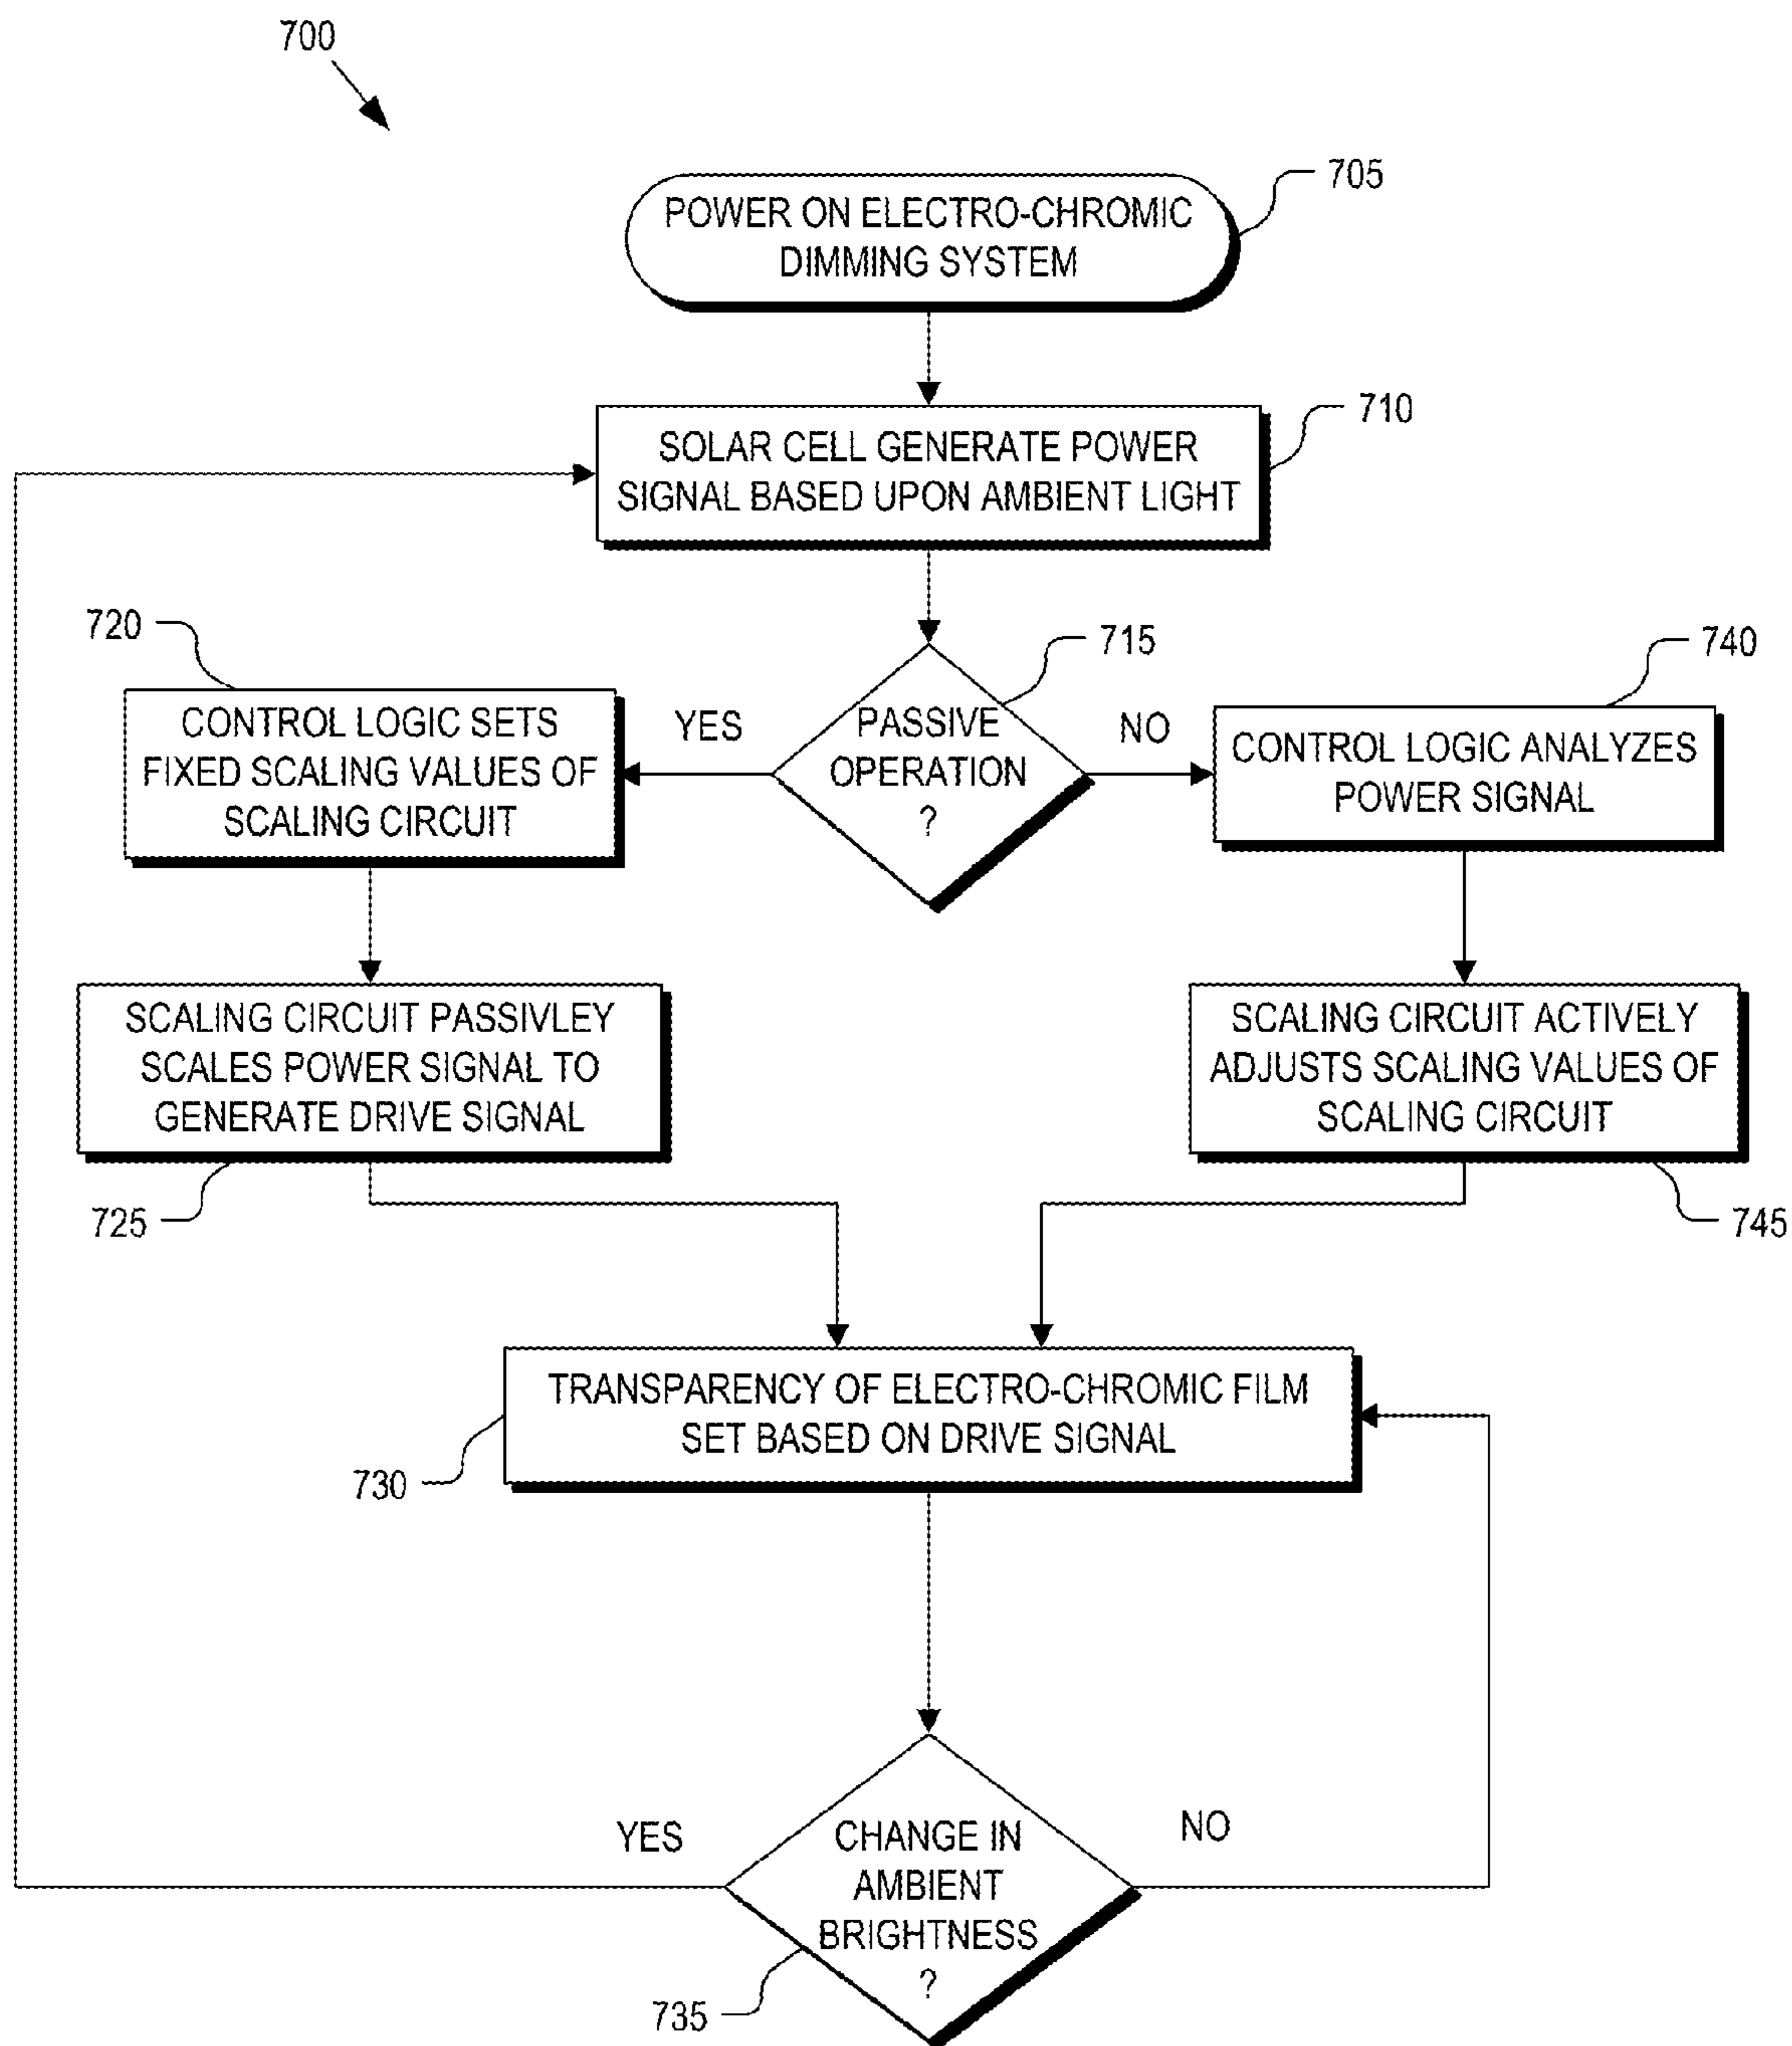 700
705
POWER ON ELECTRO-CHROMIC
DIMMING SYSTEM
710
SOLAR CELL GENERATE POWER
SIGNAL BASED UPON AMBIENT LIGHT
715
PASSIVE
OPERATION
?
YES
NO
720
CONTROL LOGIC SETS
FIXED SCALING VALUES OF
SCALING CIRCUIT
740
CONTROL LOGIC ANALYZES
POWER SIGNAL
SCALING CIRCUIT PASSIVLEY
SCALES POWER SIGNAL TO
GENERATE DRIVE SIGNAL
725
SCALING CIRCUIT ACTIVELY
ADJUSTS SCALING VALUES OF
SCALING CIRCUIT
745
TRANSPARENCY OF ELECTRO-CHROMIC FILM
SET BASED ON DRIVE SIGNAL
730
YES
NO
CHANGE IN
AMBIENT
BRIGHTNESS
?
735